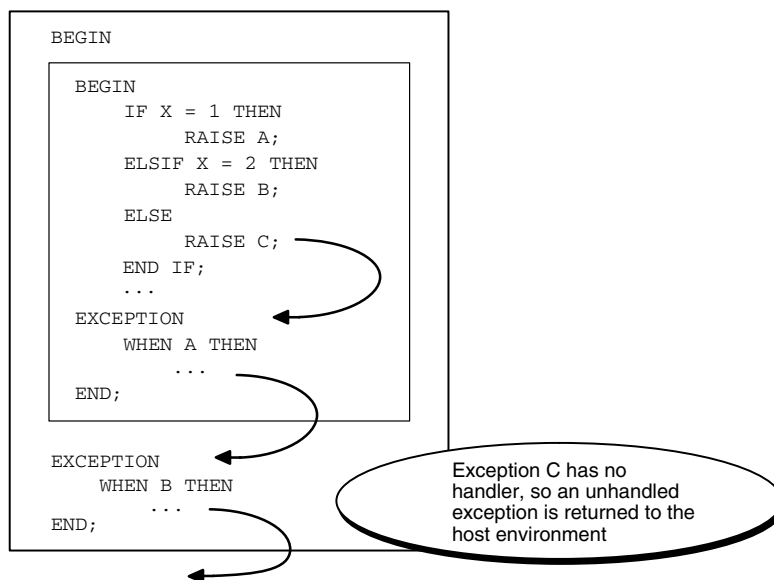 BEGIN
BEGIN
IF X = 1 THEN
RAISE A;
ELSIF X = 2 THEN
RAISE B;
ELSE
RAISE C;
END IF;
...
EXCEPTION
WHEN A THEN
...
END;
EXCEPTION
WHEN B THEN
...
END;
Exception C has no
handler, so an unhandled
exception is returned to the
host environment